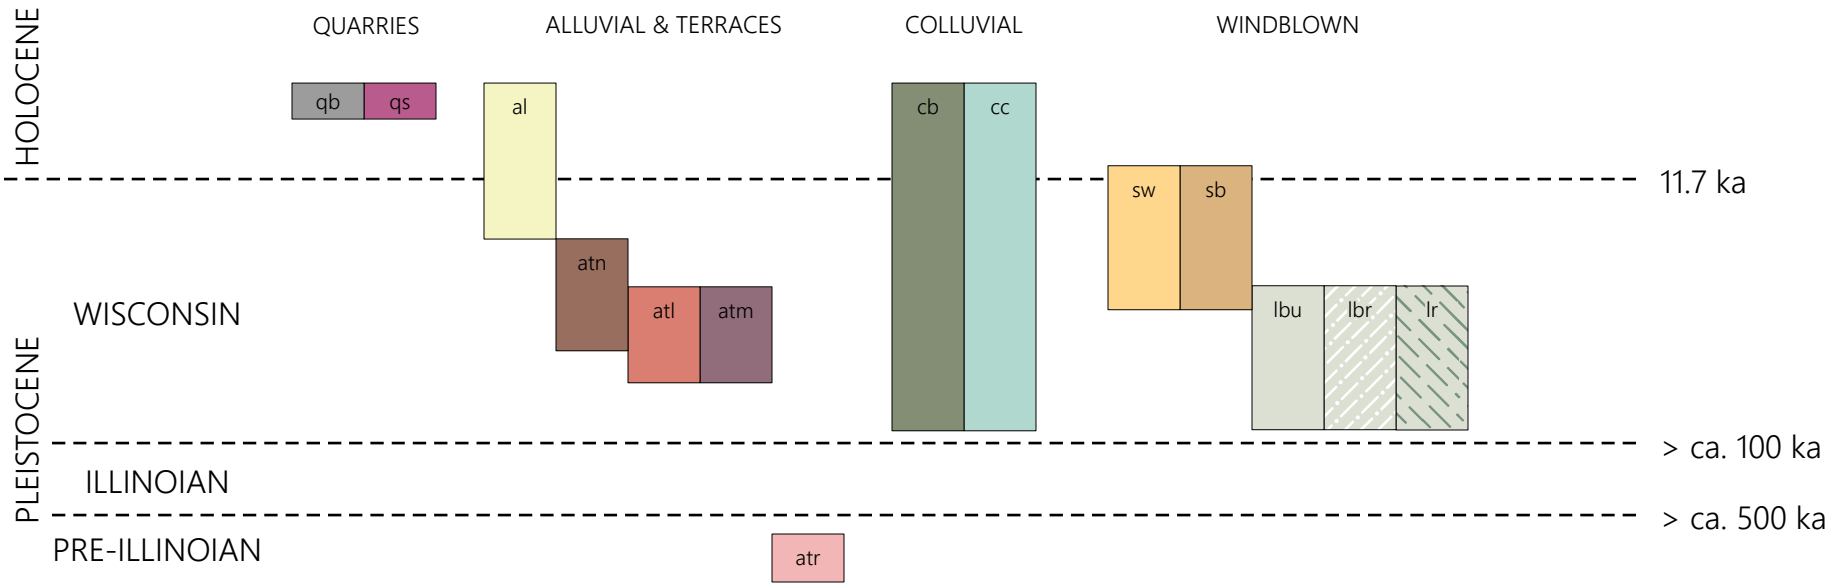 HOLOCENE
QUARRIES
ALLUVIAL & TERRACES
COLLUVIAL
WINDBLOWN
qb
qs
al
cb
cc
11.7 ka
sw
sb
atn
WISCONSIN
atl
atm
lbu
lbr
lr
PLEISTOCENE
> ca. 100 ka
ILLINOIAN
> ca. 500 ka
PRE-ILLINOIAN
atr